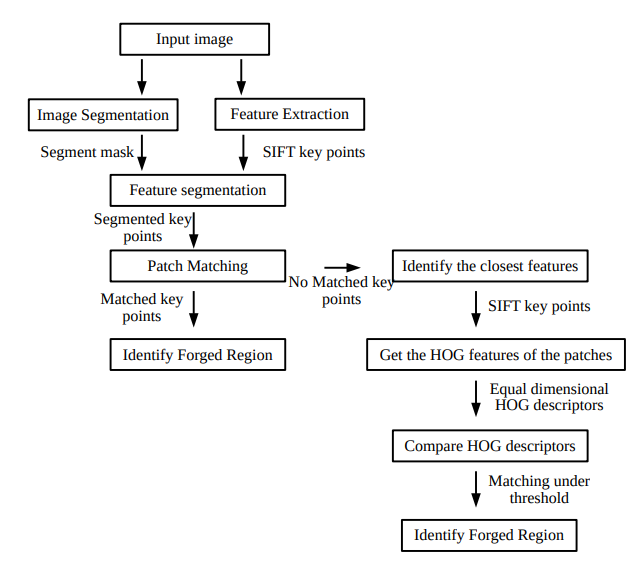 Input image
Image Segmentation
Feature Extraction
Segment mask
SIFT key points
Feature segmentation
Segmented key
points
Patch Matching
No Matched key
points
Identify the closest features
Matched key
points
SIFT key points
Identify Forged Region
Get the HOG features of the patches
Equal dimensional
HOG descriptors
Compare HOG descriptors
Matching under
threshold
Identify Forged Region